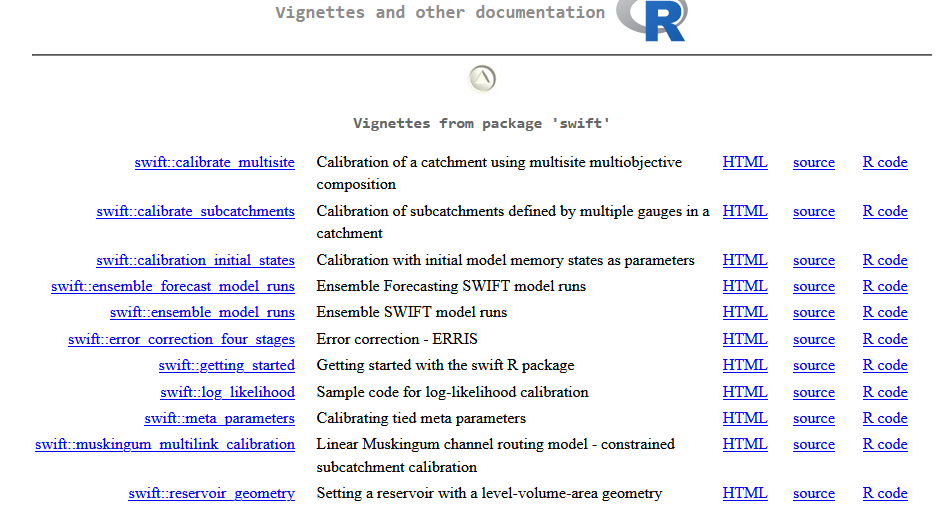 Vignettes and other documentation
R
Vignettes from package 'swift'
swift::calibrate_multisite Calibration of a catchment using multisite multiobjective HTML source R code
composition
swift::calibrate_subcatchments Calibration of subcatchments defined by multiple gauges in a HTML source R code
catchment
swift::calibration_initial_states Calibration with initial model memory states as parameters HTML source R code
swift::ensemble_forecast_model_runs Ensemble Forecasting SWIFT model runs HTML source R code
swift::ensemble_model_runs Ensemble SWIFT model runs HTML source R code
swift::error_correction_four_stages Error correction - ERRIS HTML source R code
swift::getting_started Getting started with the swift R package HTML source R code
swift::log_likelihood Sample code for log-likelihood calibration HTML source R code
swift::meta_parameters Calibrating tied meta parameters HTML source R code
swift::muskingum_multilink_calibration Linear Muskingum channel routing model - constrained HTML source R code
subcatchment calibration
swift::reservoir_geometry Setting a reservoir with a level-volume-area geometry HTML source R code